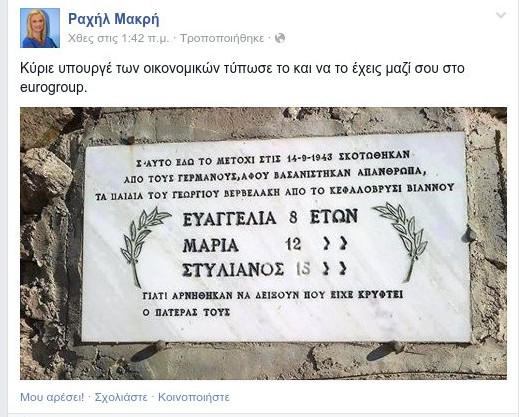 Ραχήλ Μακρή
Χθες στις 1:42 π.μ. · Τροποποιήθηκε ·
Κύριε υπουργέ των οικονομικών τύπωσε το και να το έχεις μαζί σου στο
eurogroup.
Σ'ΑΥΤΟ ΕΔΩ ΤΟ ΜΕΤΟΧΙ ΣΤΙΣ 14-9-1943 ΣΚΟΤΩΘΗΚΑΝ
ΑΠΟ ΤΟΥΣ ΓΕΡΜΑΝΟΥΣ, ΑΦΟΥ ΒΑΣΑΝΙΣΤΗΚΑΝ ΑΠΑΝΘΡΩΠΑ,
ΤΑ ΠΑΙΔΙΑ ΤΟΥ ΓΕΩΡΓΙΟΥ ΒΕΡΒΕΛΑΚΗ ΑΠΟ ΤΟ ΚΕΦΑΛΟΒΡΥΣΙ ΒΙΑΝΝΟΥ
ΕΥΑΓΓΕΛΙΑ 8 ΕΤΩΝ
ΜΑΡΙΑ 12 》》
ΣΤΥΛΙΑΝΟΣ 15 》》
ΓΙΑΤΙ ΑΡΝΗΘΗΚΑΝ ΝΑ ΔΕΙΞΟΥΝ ΠΟΥ ΕΙΧΕ ΚΡΥΦΤΕΙ
Ο ΠΑΤΕΡΑΣ ΤΟΥΣ
Μου αρέσει! · Σχολιάστε · Κοινοποιήστε